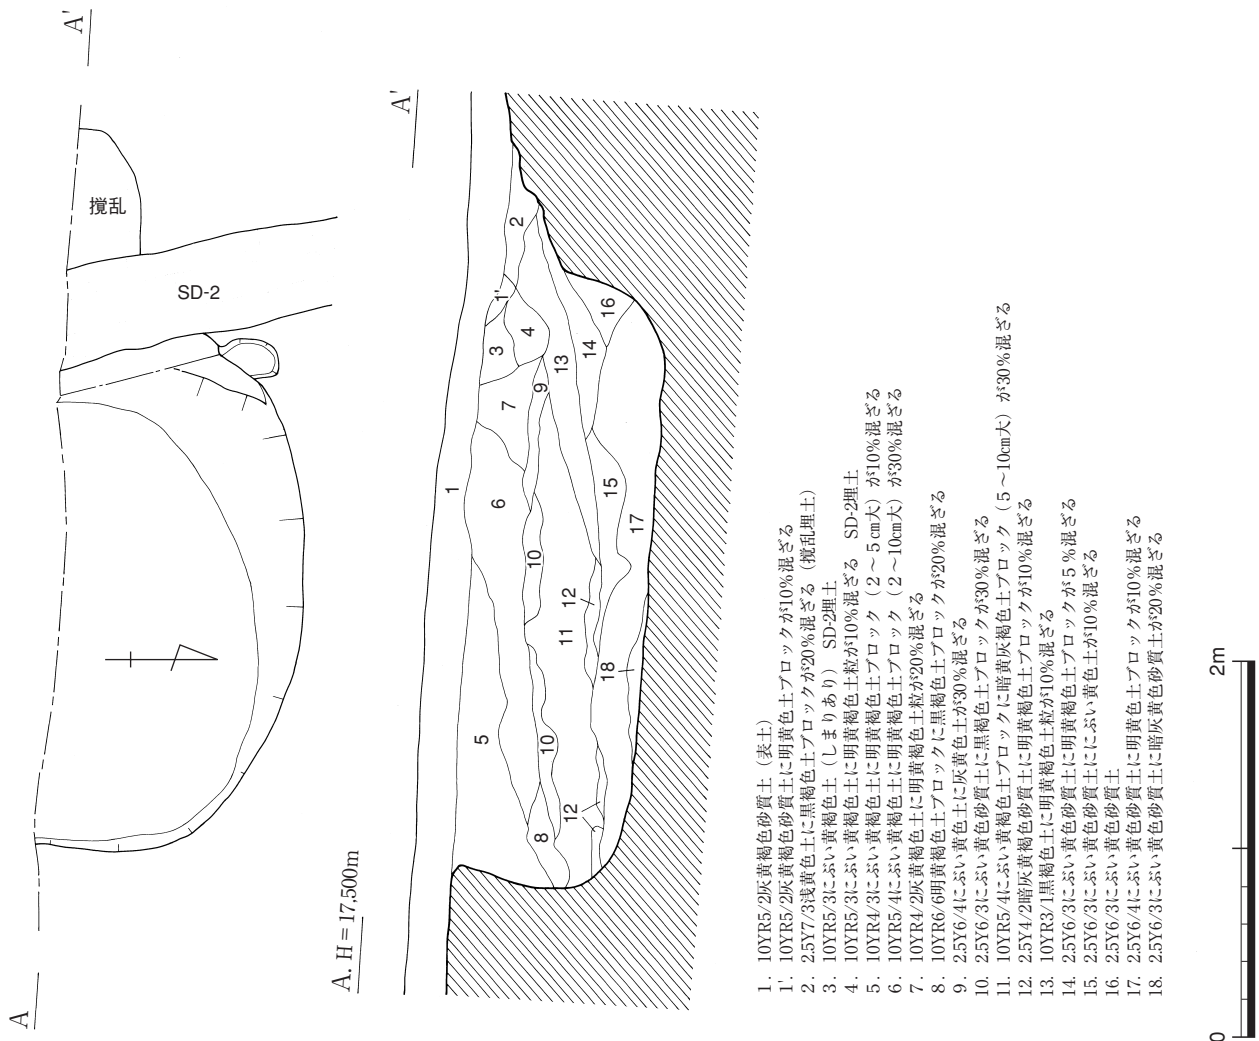 A
A'
撹乱
SD-2
A. H = 17,500m
A'
1
1'
2
3
4
5
6
7
8
9
10
10
11
12
12
13
14
15
16
17
18
1. 10YR5/2灰黄褐色砂質土(表土)
1'. 10YR5/2灰黄褐色砂質土に明黄色土ブロックが10%混ざる
2. 2.5Y7/3浅黄色土に黒褐色土ブロックが20%混ざる(撹乱埋土)
3. 10YR5/3にぶい黄褐色土(しまりあり) SD-2埋土
4. 10YR5/3にぶい黄褐色土に明黄褐色土粒が10%混ざる SD-2埋土
5. 10YR4/3にぶい黄褐色土に明黄褐色土ブロック(2~5㎝大)が10%混ざる
6. 10YR5/4にぶい黄褐色土に明黄褐色土ブロック(2~10㎝大)が30%混ざる
7. 10YR4/2灰黄褐色土に明黄褐色土粒が20%混ざる
8. 10YR6/6明黄褐色土ブロックに黒褐色土ブロックが20%混ざる
9. 2.5Y6/4にぶい黄色土に灰黄色土が30%混ざる
10. 2.5Y6/3にぶい黄色砂質土に黒褐色土ブロックが30%混ざる
11. 10YR5/4にぶい黄褐色土ブロックに暗黄灰褐色土ブロック(5~10㎝大)が30%混ざる
12. 2.5Y4/2暗灰黄褐色砂質土に明黄褐色土ブロックが10%混ざる
13. 10YR3/1黒褐色土に明黄褐色土粒が10%混ざる
14. 2.5Y6/3にぶい黄色砂質土に明黄褐色土ブロックが5%混ざる
15. 2.5Y6/3にぶい黄色砂質土ににぶい黄色土が10%混ざる
16. 2.5Y6/3にぶい黄色砂質土
17. 2.5Y6/4にぶい黄色砂質土に明黄色土ブロックが10%混ざる
18. 2.5Y6/3にぶい黄色砂質土に暗灰黄色砂質土が20%混ざる
0
2m